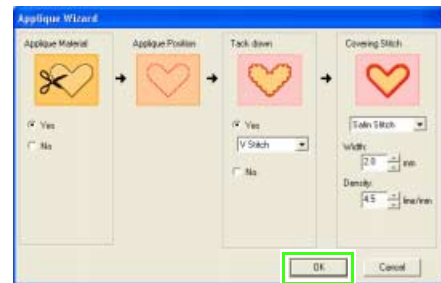 Applique Wizard
Applique Material
Applique Position
Tack down
Covering Stitch
Yes
No
Yes
V Stitch
No
Satin Stitch
Width:
2.0 mm
Density:
4.5 line/mm
OK
Cancel